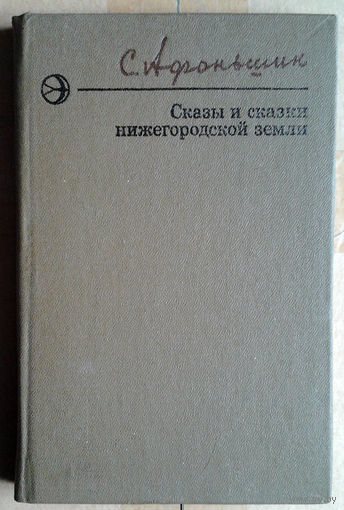 С. Афоньшин
Сказы и сказки
нижегородской земли